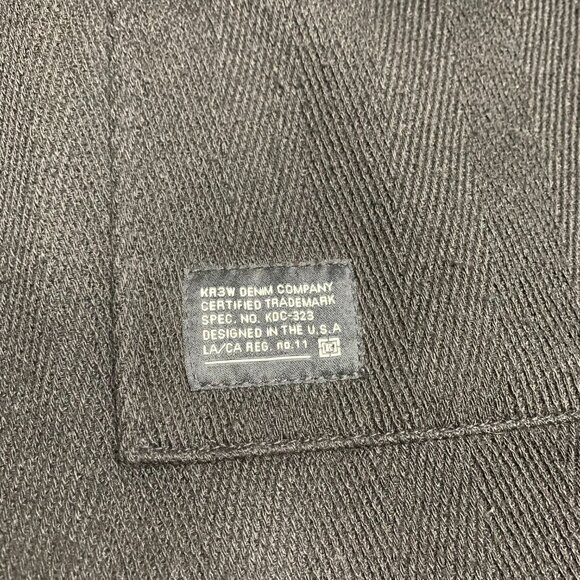 KR3W DENIM COMPANY
CERTIFIED TRADEMARK
SPEC. NO. KDC-323
DESIGNED IN THE U.S.A
LA/CA REG. no.11